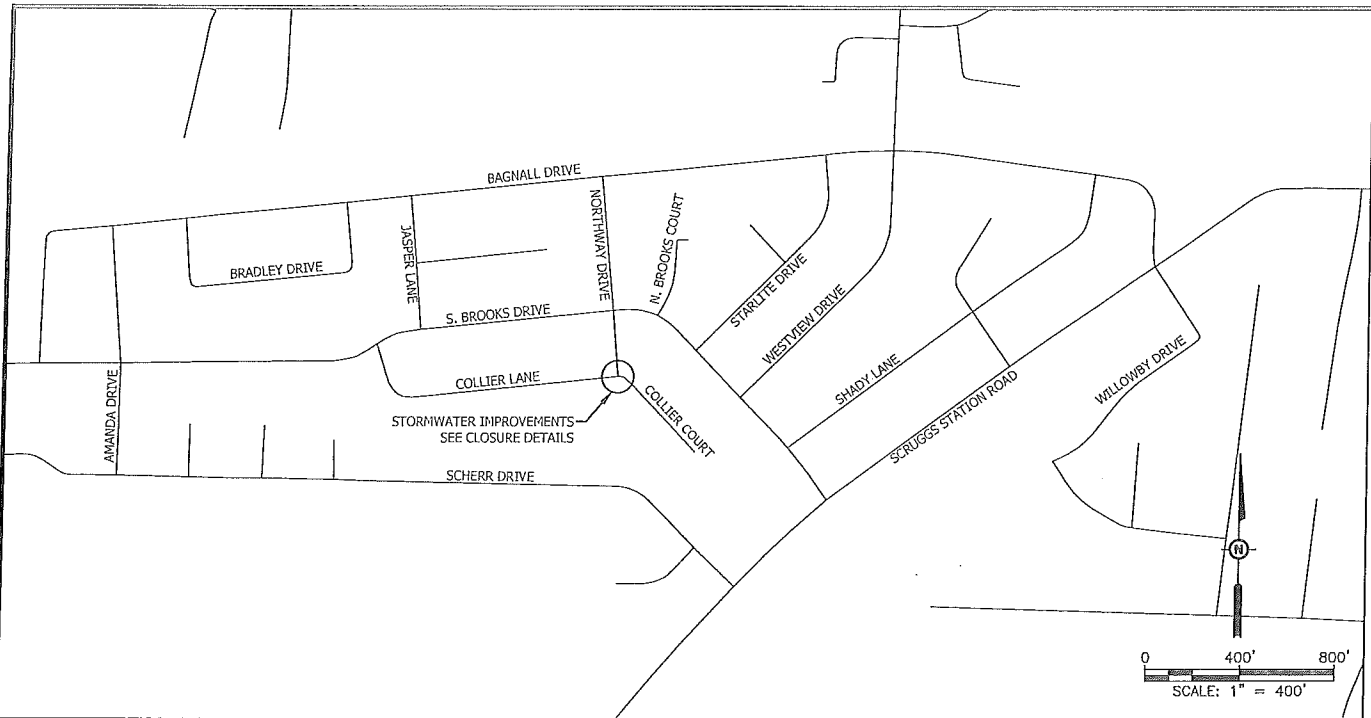 BAGNALL DRIVE
NORTHWAY DRIVE
N. BROOKS COURT
JASPER LANE
BRADLEY DRIVE
STARLITE DRIVE
S. BROOKS DRIVE
WESTVIEW DRIVE
SHADY LANE
WILLOWBY DRIVE
COLLIER LANE
COLLIER COURT
AMANDA DRIVE
STORMWATER IMPROVEMENTS
SEE CLOSURE DETAILS
SCRUGGS STATION ROAD
SCHERR DRIVE
N
0 400' 800'
SCALE: 1" = 400'